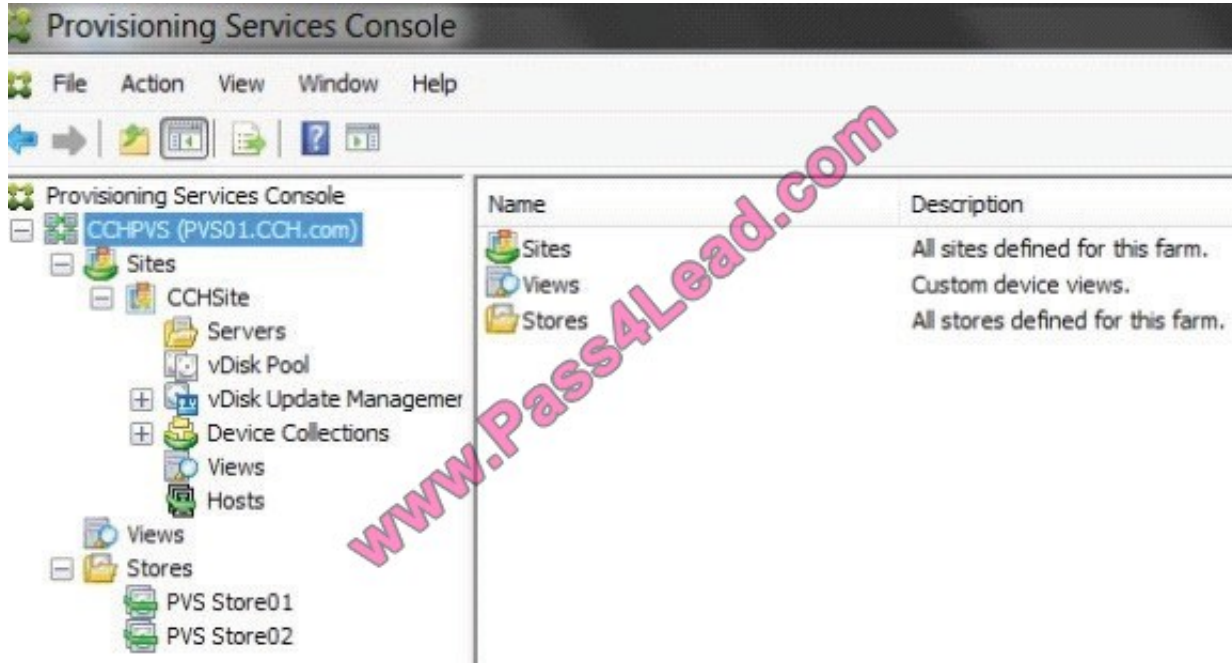 Provisioning Services Console
File Action View Window Help
Provisioning Services Console
CCHPVS (PVS01.CCH.com)
Sites
CCHSite
Servers
vDisk Pool
vDisk Update Managemer
Device Collections
Views
Hosts
Views
Stores
PVS Store01
PVS Store02
Name Description
Sites All sites defined for this farm.
Views Custom device views.
Stores All stores defined for this farm.
www.Pass4Lead.com